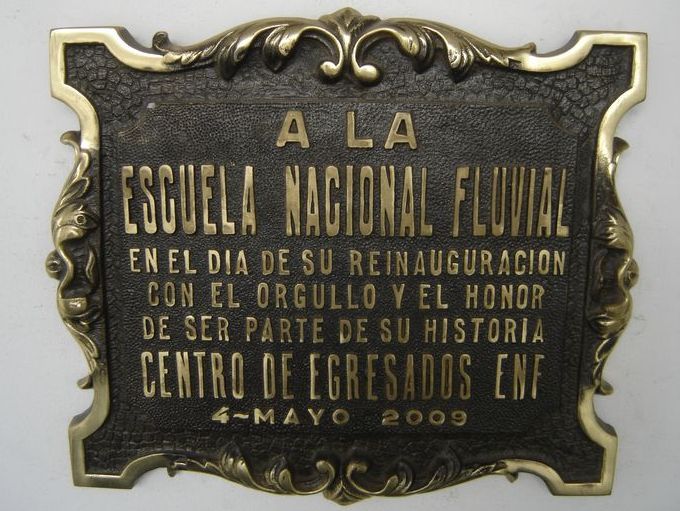 A LA
ESCUELA NACIONAL FLUVIAL
EN EL DIA DE SU REINAUGURACION
CON EL ORGULLO Y EL HONOR
DE SER PARTE DE SU HISTORIA
CENTRO DE EGRESADOS ENF
4~MAYO 2009